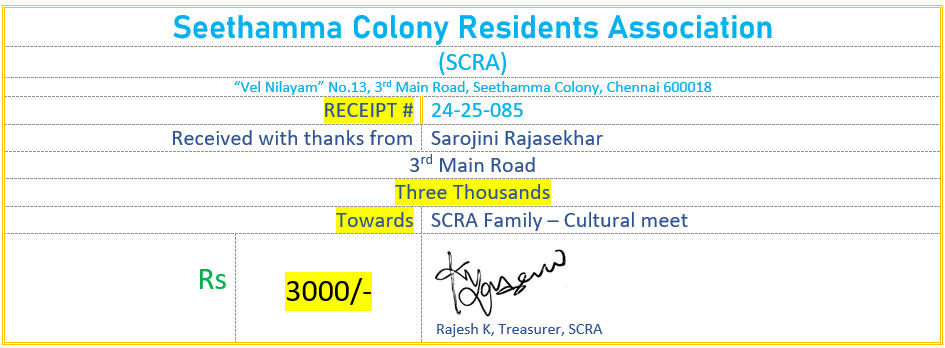 Seethamma Colony Residents Association
(SCRA)
“Vel Nilayam” No.13, 3rd Main Road, Seethamma Colony, Chennai 600018
RECEIPT # 24-25-085
Received with thanks from Sarojini Rajasekhar
3rd Main Road
Three Thousands
Towards SCRA Family – Cultural meet
Rs 3000/-
Rajesh K, Treasurer, SCRA